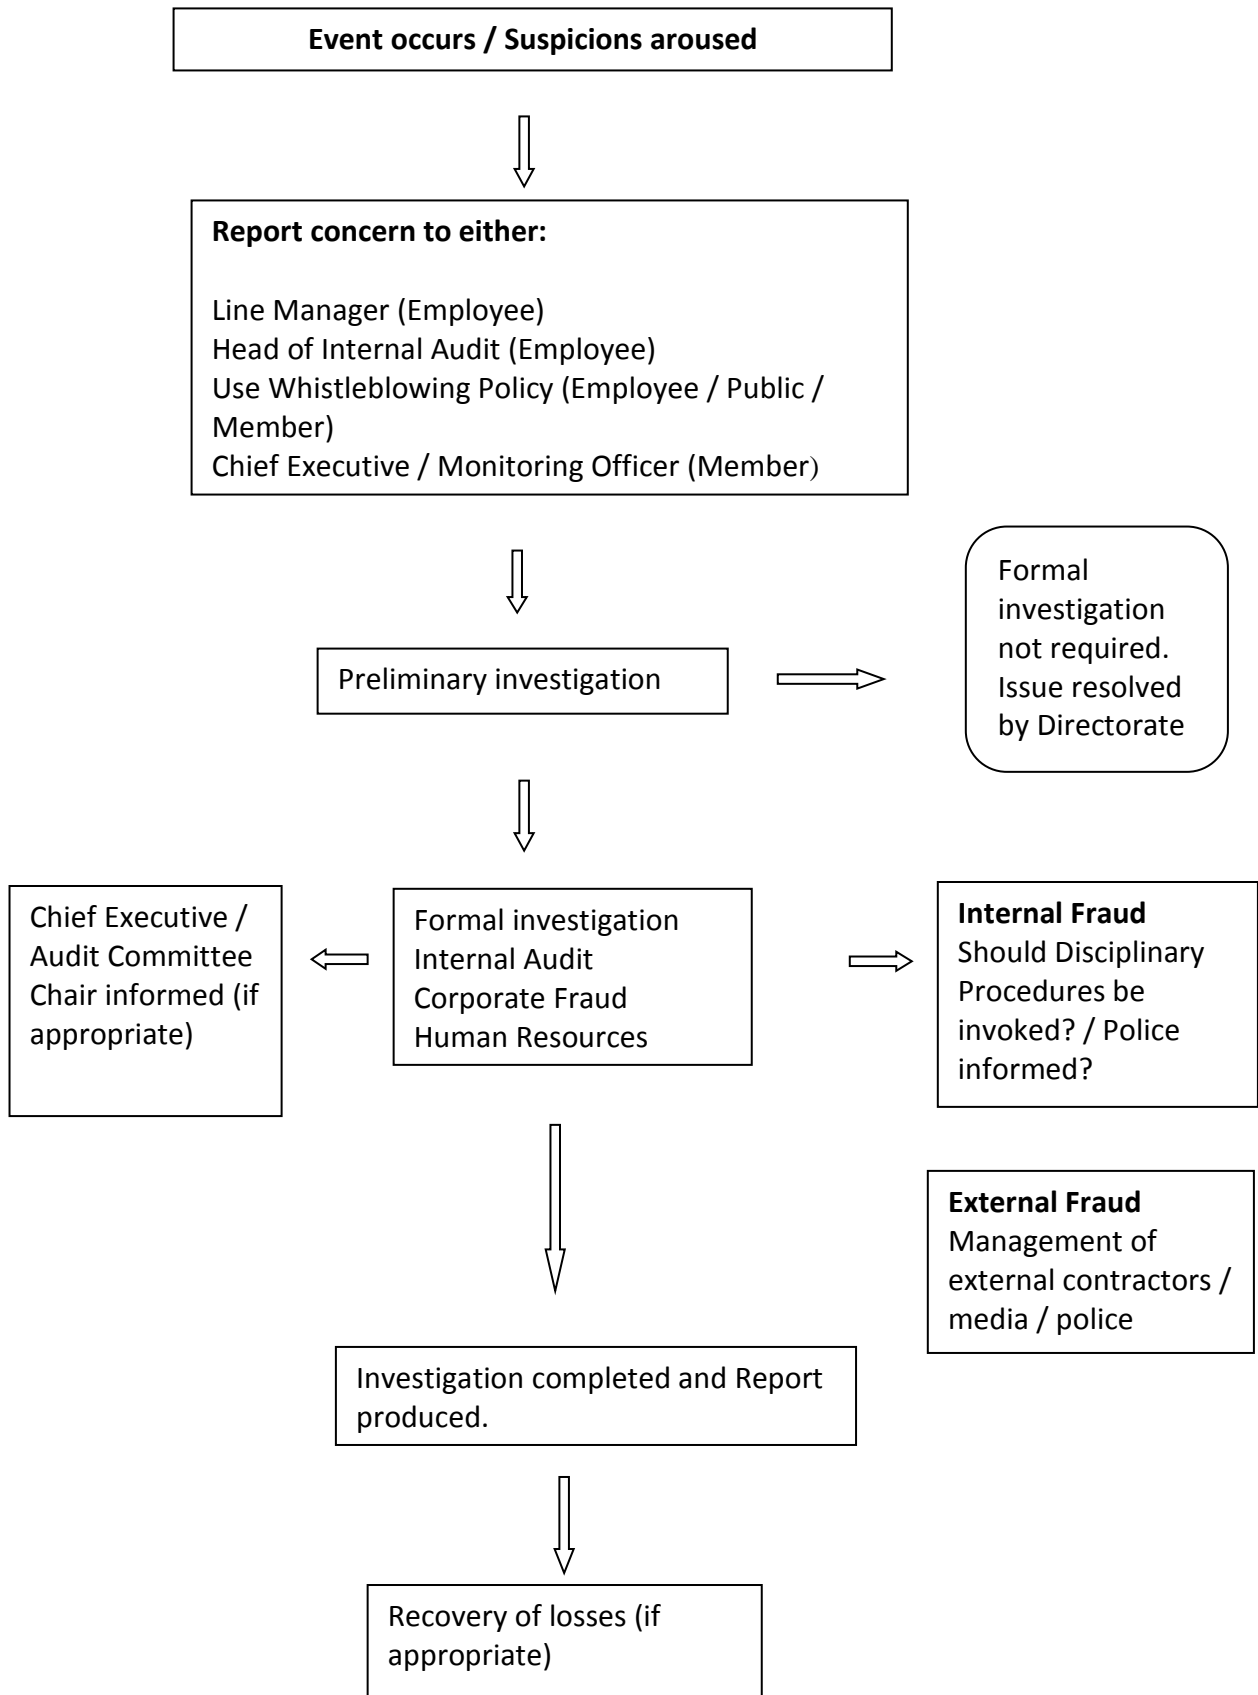 Event occurs / Suspicions aroused
Report concern to either:
Line Manager (Employee)
Head of Internal Audit (Employee)
Use Whistleblowing Policy (Employee / Public /
Member)
Chief Executive / Monitoring Officer (Member)
Preliminary investigation
Formal
investigation
not required.
Issue resolved
by Directorate
Chief Executive /
Audit Committee
Chair informed (if
appropriate)
Formal investigation
Internal Audit
Corporate Fraud
Human Resources
Internal Fraud
Should Disciplinary
Procedures be
invoked? / Police
informed?
External Fraud
Management of
external contractors /
media / police
Investigation completed and Report
produced.
Recovery of losses (if
appropriate)